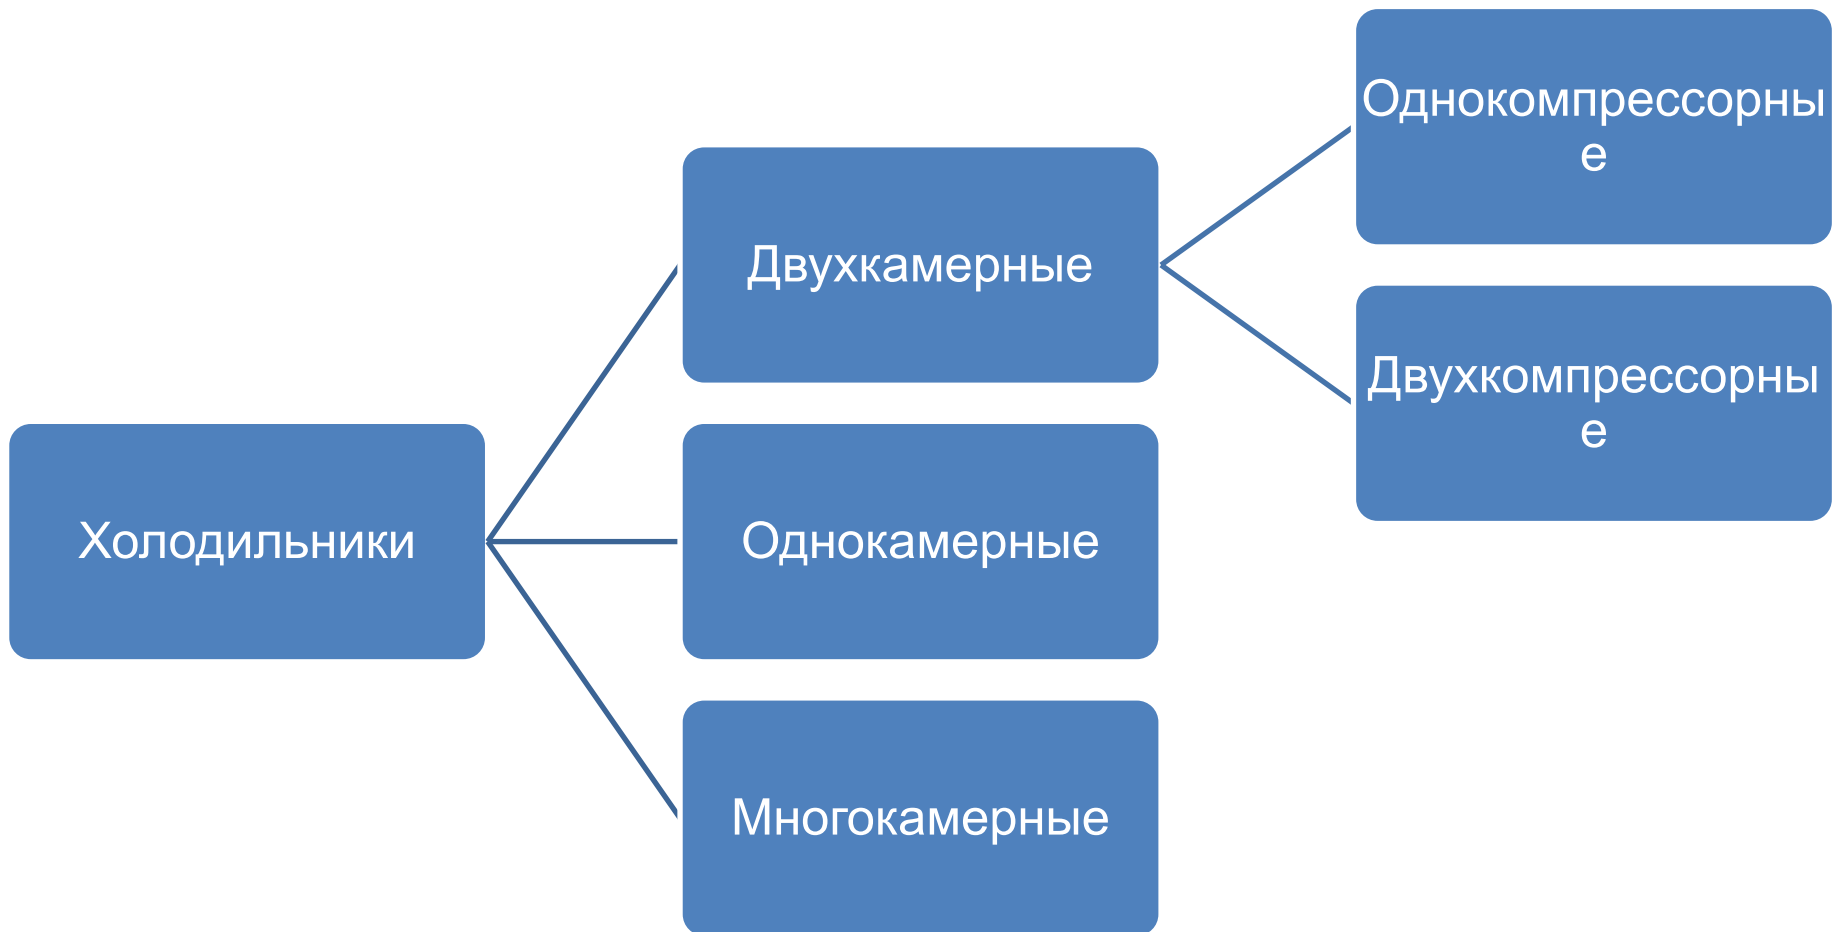 Однокомпрессорны
е
Двухкамерные
Двухкомпрессорны
е
Холодильники
Однокамерные
Многокамерные